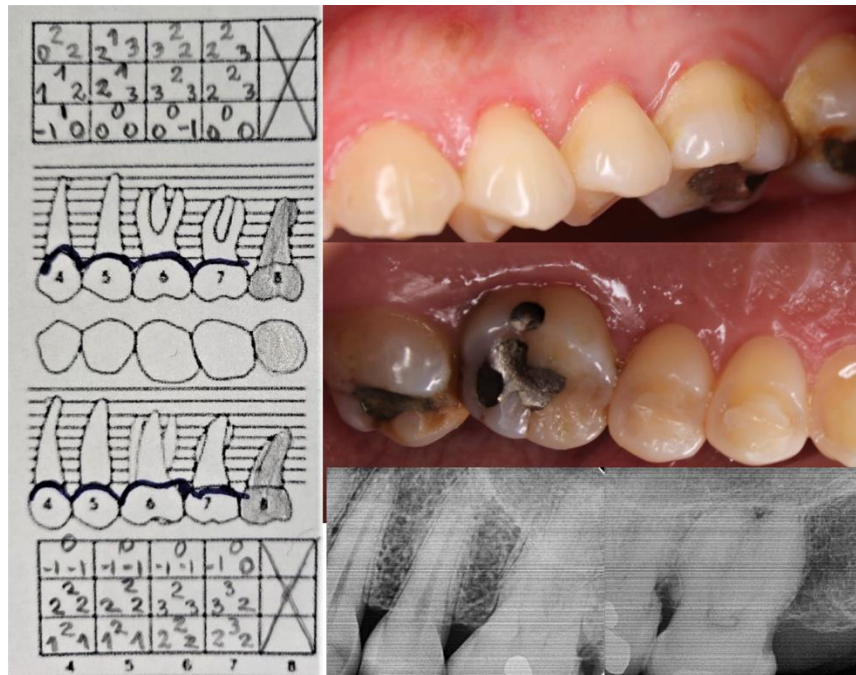 0 2 2 2 1 3 3 2 2 2 2 3
1 1 2 2 1 3 3 2 3 2 2 3
-1 0 0 0 0 0 0 -1 0 0 0
4 5 6 7 8
4 5 6 7 8
-1 0 -1 -1 0 -1 -1 0 -1 -1 0 0
2 2 2 2 2 2 3 2 3 3 3 2
1 2 1 1 2 1 2 2 2 2 3 2
4 5 6 7 8